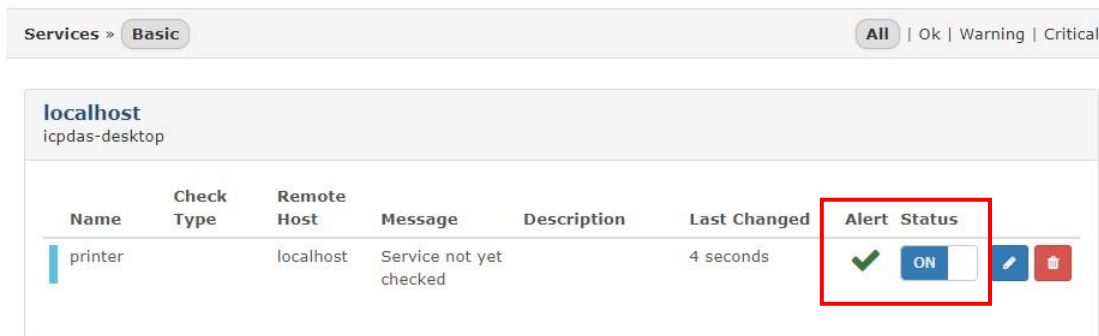 Services » Basic
All | Ok | Warning | Critical
localhost
icpdas-desktop
Name Check Type Remote Host Message Description Last Changed Alert Status
printer localhost Service not yet checked 4 seconds ON